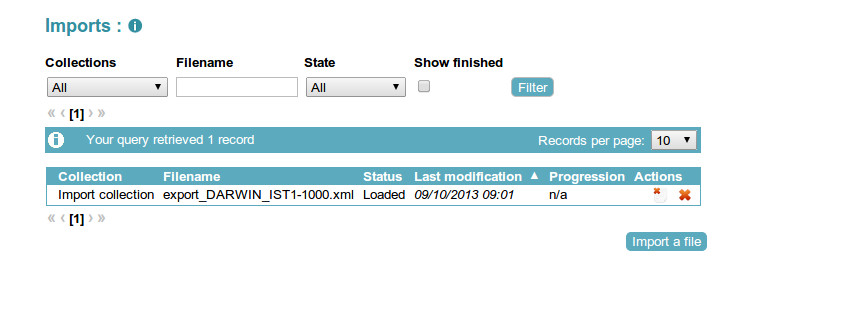 Imports :
Collections Filename State Show finished
All All Filter
« ‹ [1] › »
Your query retrieved 1 record Records per page: 10
Collection Filename Status Last modification ▲ Progression Actions
Import collection export_DARWIN_IST1-1000.xml Loaded 09/10/2013 09:01 n/a
« ‹ [1] › »
Import a file